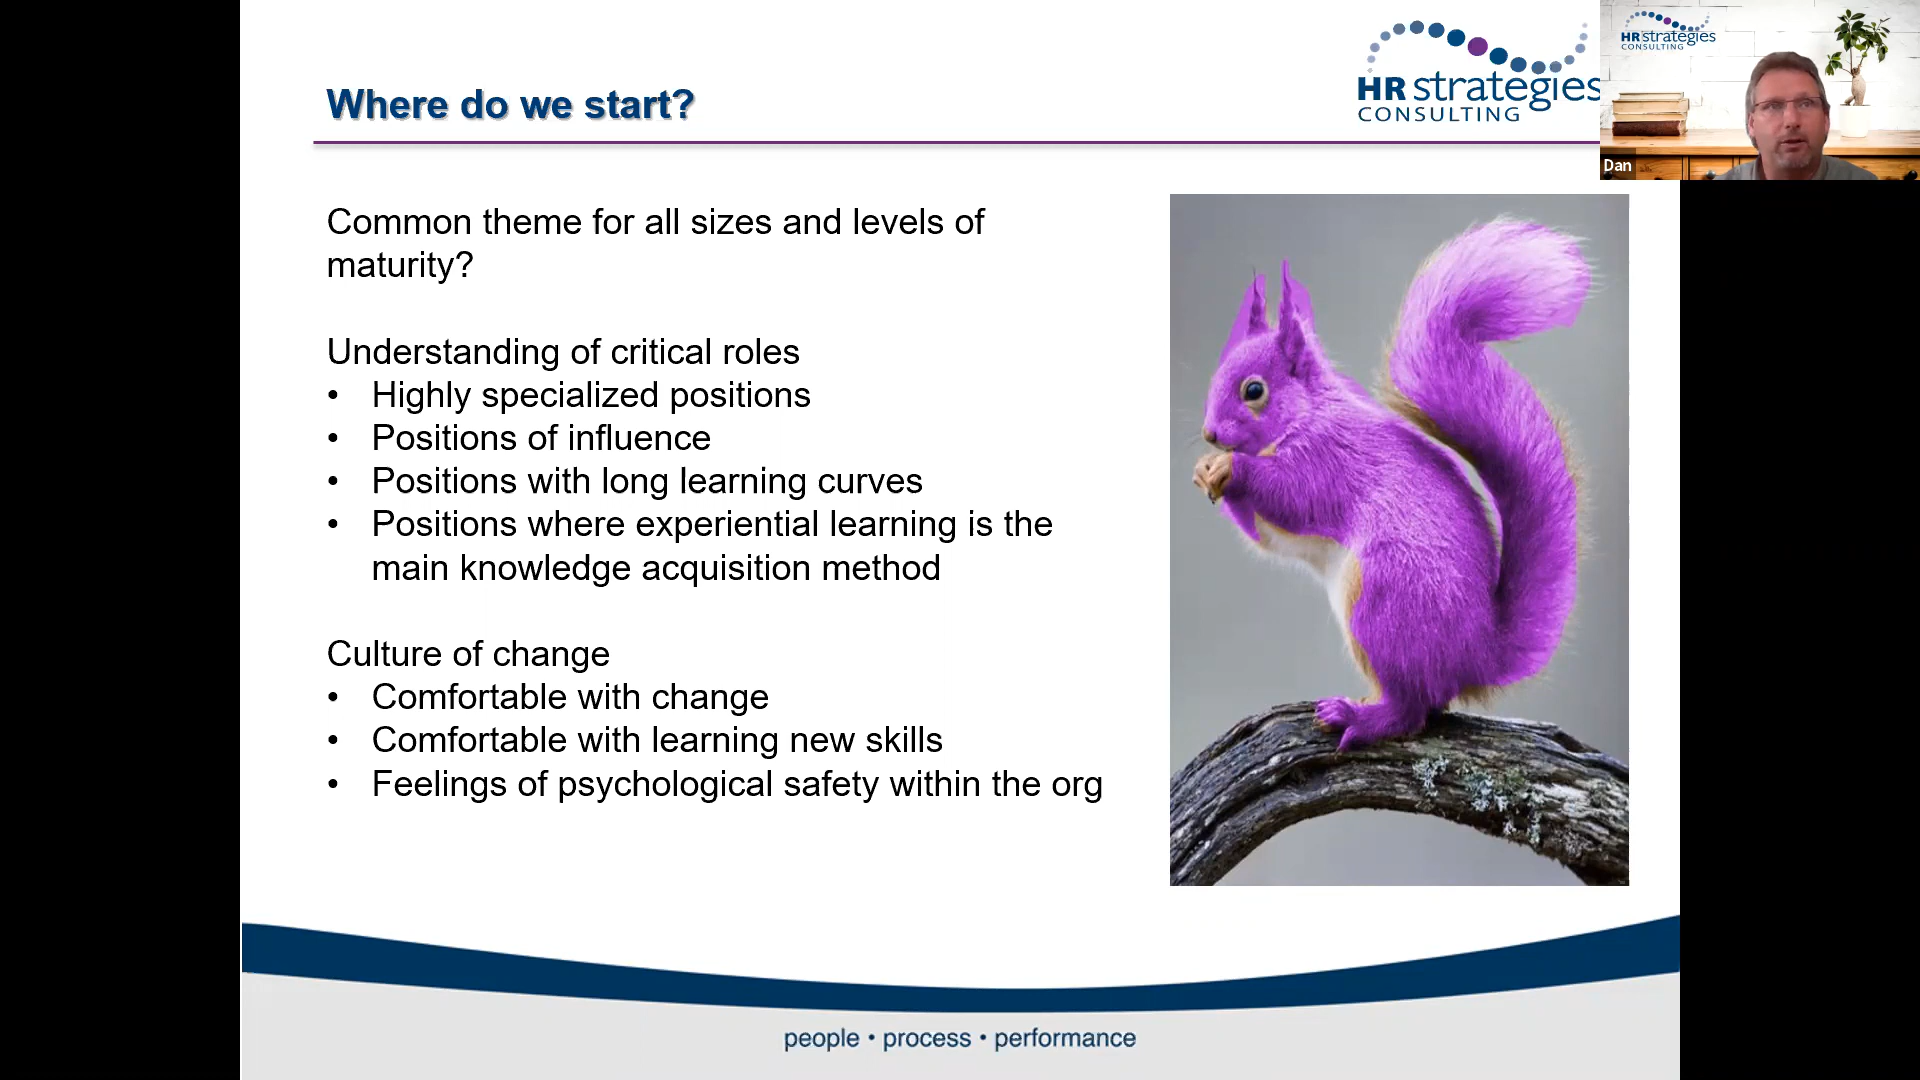 Where do we start?
HR strategies
CONSULTING
HR strategies
CONSULTING
Dan
Common theme for all sizes and levels of
maturity?
Understanding of critical roles
• Highly specialized positions
• Positions of influence
• Positions with long learning curves
• Positions where experiential learning is the
main knowledge acquisition method
Culture of change
• Comfortable with change
• Comfortable with learning new skills
• Feelings of psychological safety within the org
people • process • performance